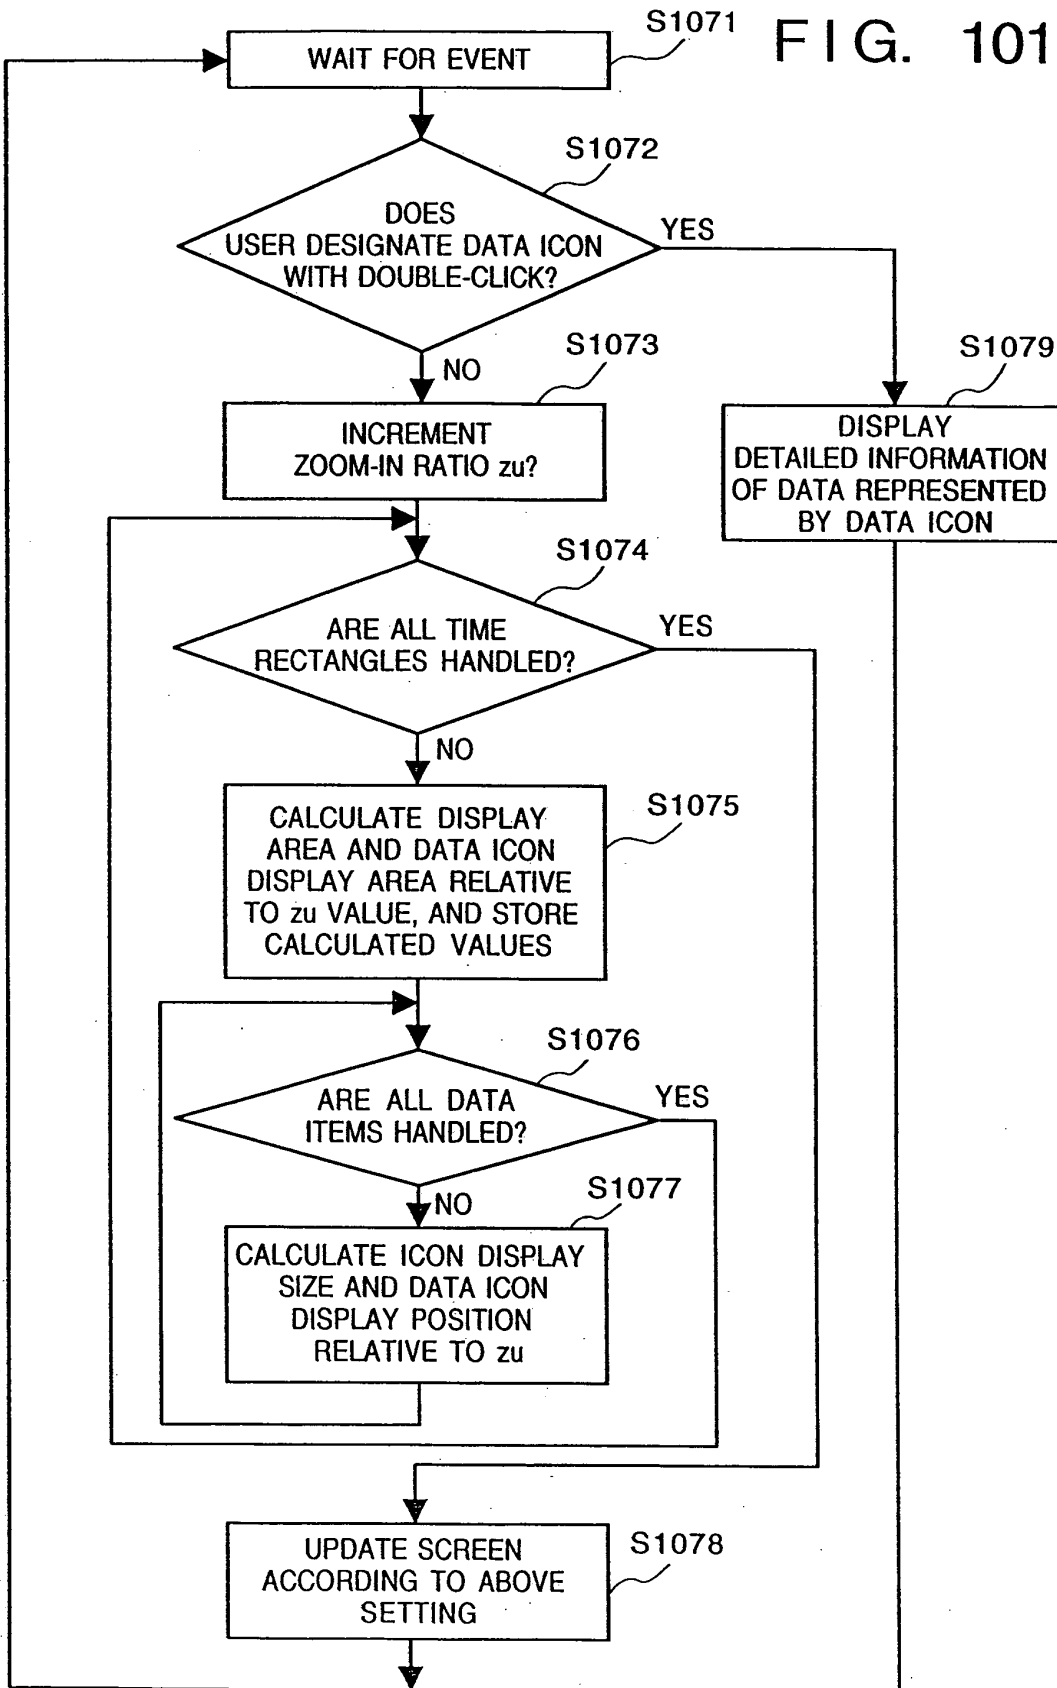 FIG. 101
S1071
WAIT FOR EVENT
S1072
DOES
USER DESIGNATE DATA ICON
WITH DOUBLE-CLICK?
YES
NO
S1073
INCREMENT
ZOOM-IN RATIO zu?
S1079
DISPLAY
DETAILED INFORMATION
OF DATA REPRESENTED
BY DATA ICON
S1074
ARE ALL TIME
RECTANGLES HANDLED?
YES
NO
S1075
CALCULATE DISPLAY
AREA AND DATA ICON
DISPLAY AREA RELATIVE
TO zu VALUE, AND STORE
CALCULATED VALUES
S1076
ARE ALL DATA
ITEMS HANDLED?
YES
NO
S1077
CALCULATE ICON DISPLAY
SIZE AND DATA ICON
DISPLAY POSITION
RELATIVE TO zu
S1078
UPDATE SCREEN
ACCORDING TO ABOVE
SETTING